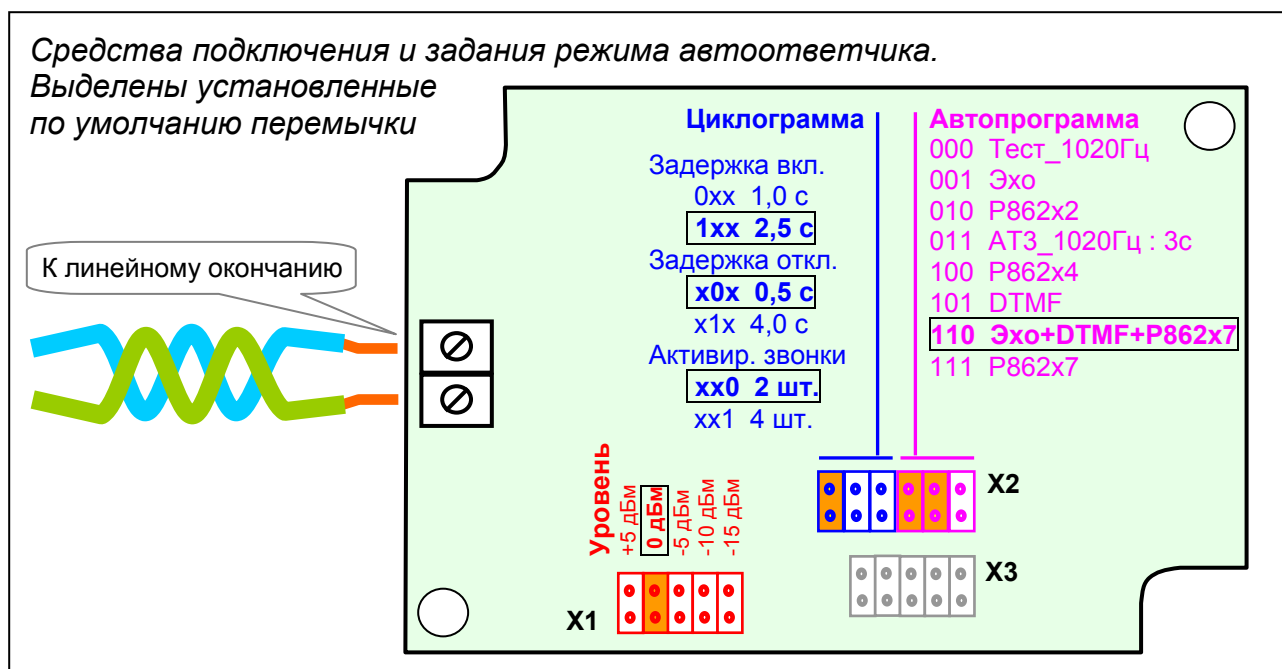 Средства подключения и задания режима автоответчика.
Выделены установленные
по умолчанию перемычки
К линейному окончанию
Циклограмма
Задержка вкл.
0xx 1,0 с
1xx 2,5 с
Задержка откл.
x0x 0,5 с
x1x 4,0 с
Активир. звонки
xx0 2 шт.
xx1 4 шт.
Автопрограмма
000 Тест_1020Гц
001 Эхо
010 P862x2
011 АТ3_1020Гц : 3с
100 P862x4
101 DTMF
110 Эхо+DTMF+P862x7
111 P862x7
Уровень
+5 дБм
0 дБм
-5 дБм
-10 дБм
-15 дБм
X1
X2
X3